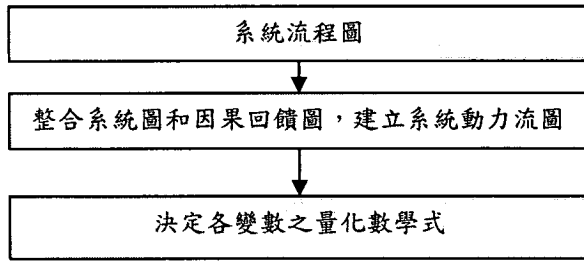 系統流程圖
整合系統圖和因果回饋圖，建立系統動力流圖
決定各變數之量化數學式